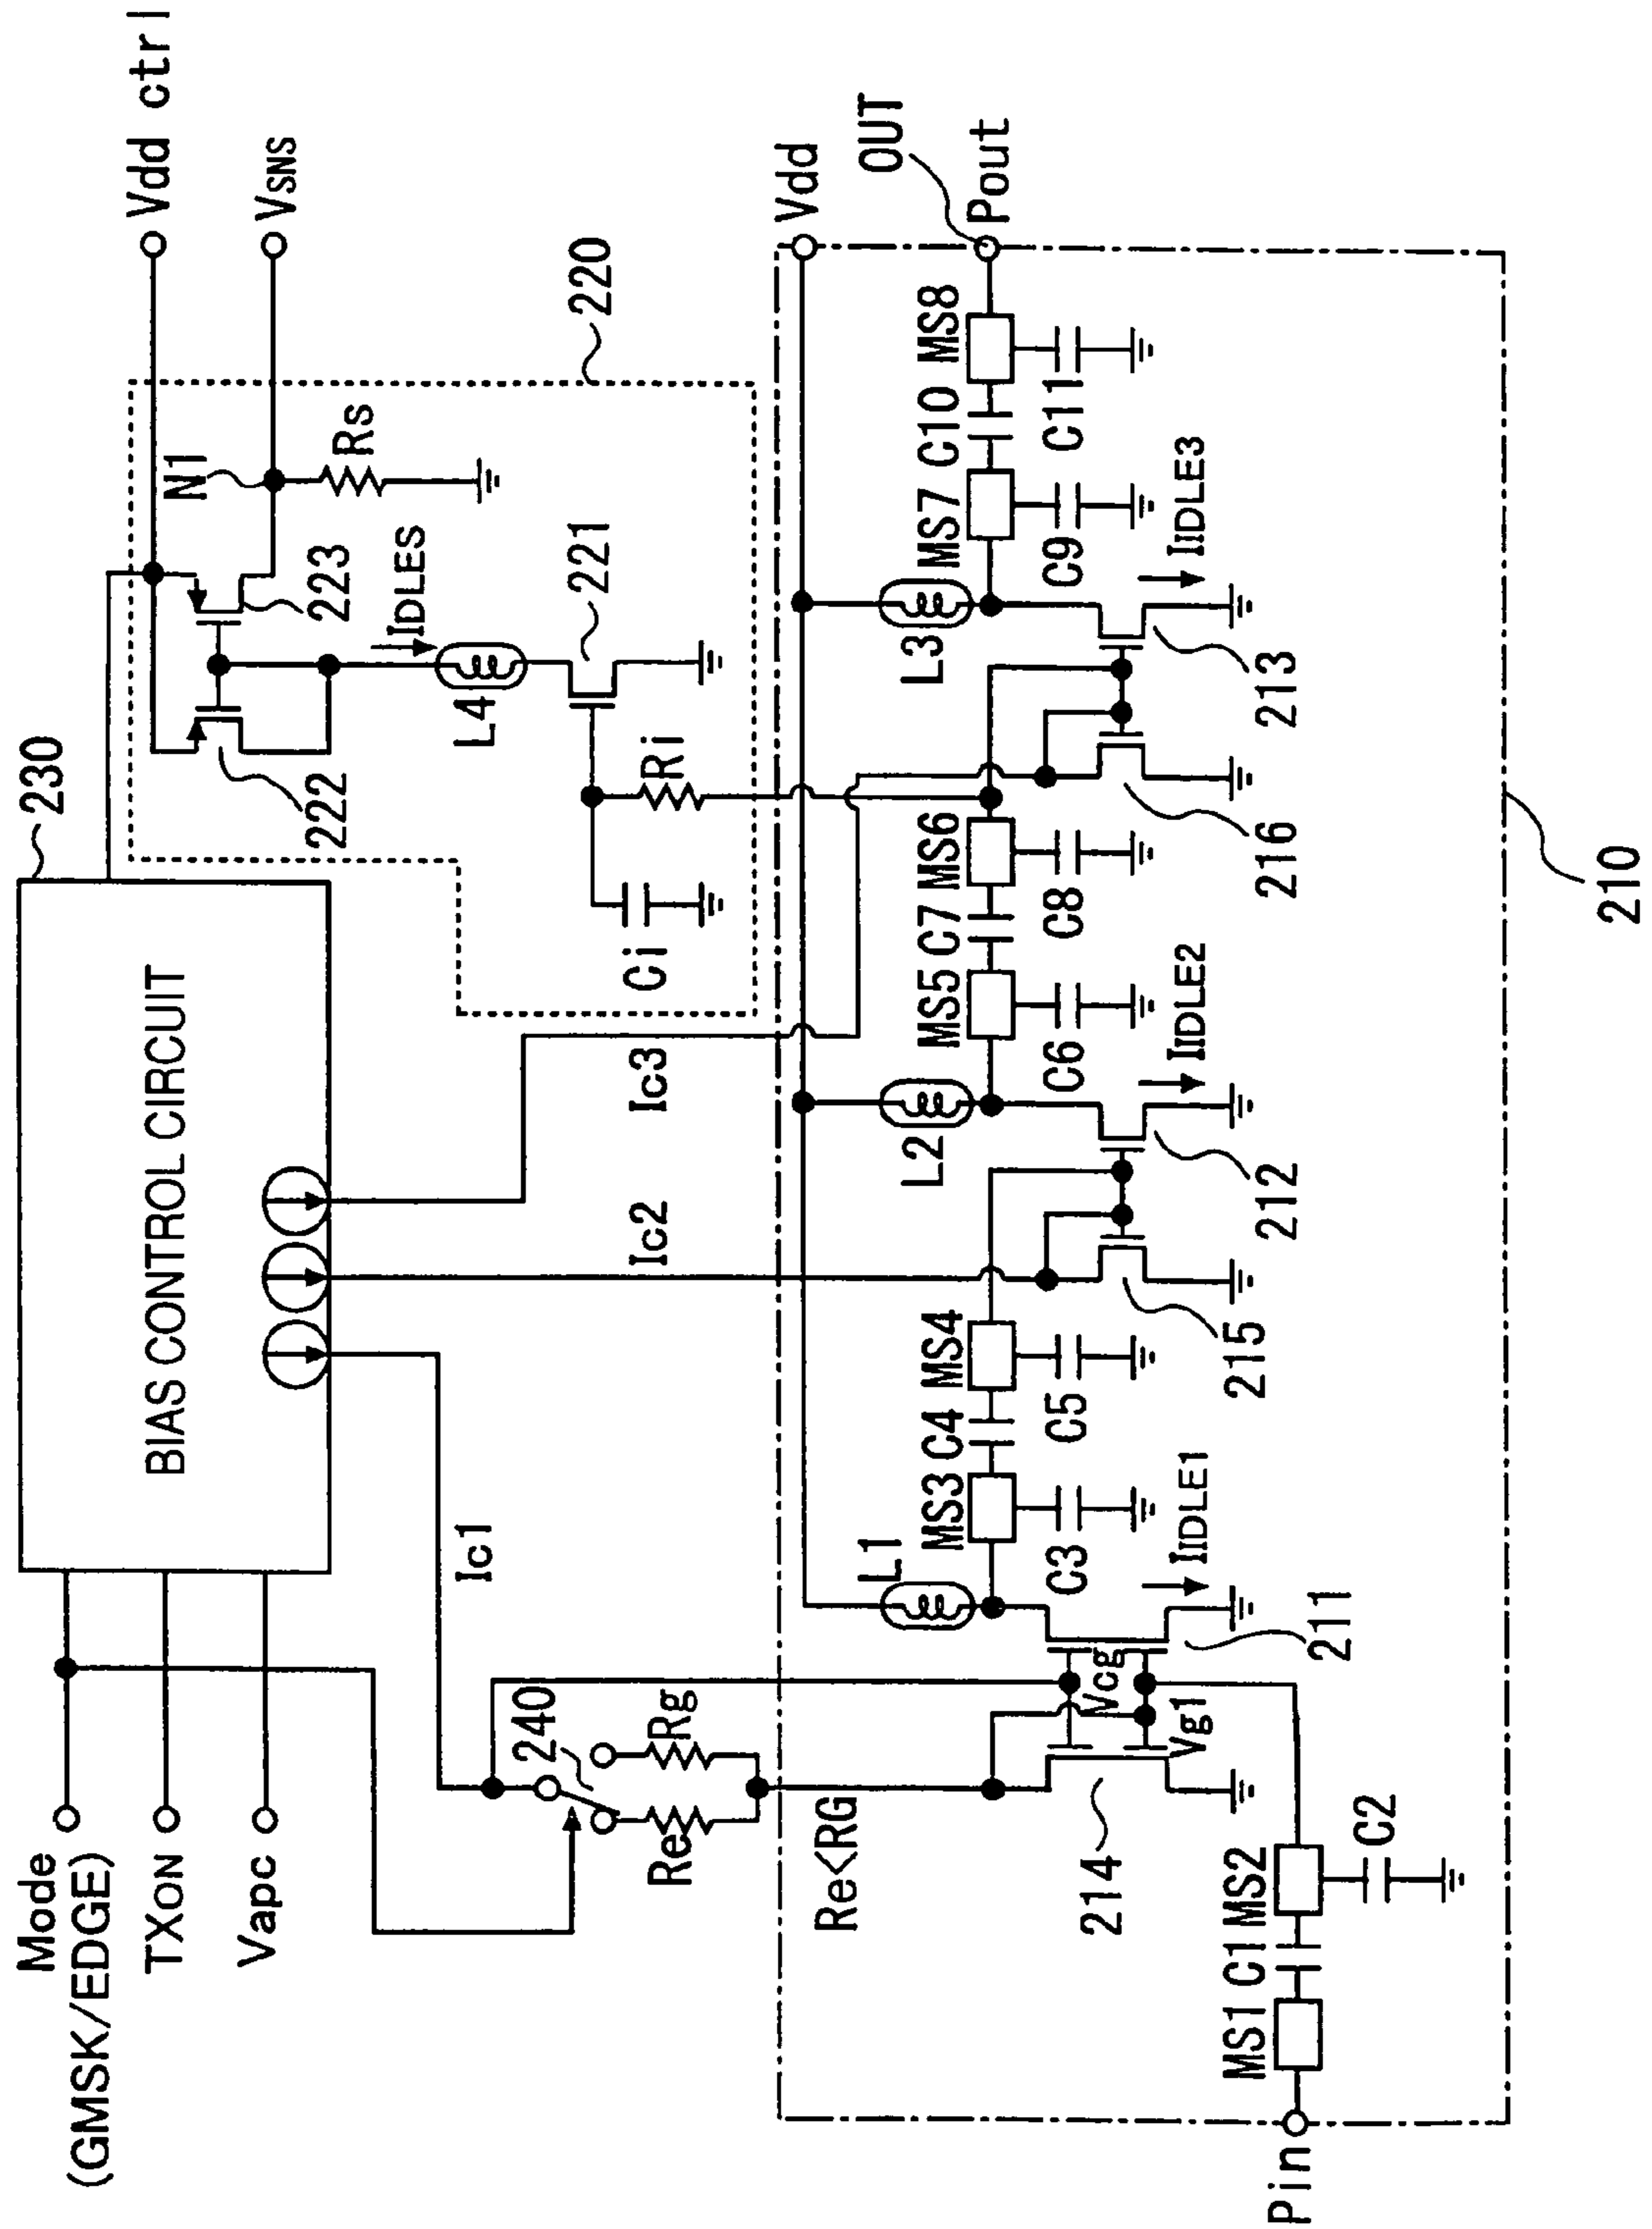 Mode
(GMSK/EDGE)
TXON
Vapc
BIAS CONTROL CIRCUIT
230
Vdd ctrl
VSNS
N1
Rs
222
223
IDLES
L4
221
220
Ri
Ci
Ic1
Ic2
Ic3
240
Re
Rg
Re<RG
Vdd
OUT
Pout
L1
L2
L3
MS3
C4
MS4
MS5
C7
MS6
MS7
C10
MS8
C3
C5
C6
C8
C9
C11
Vcg
Vg1
IIDLE1
IIDLE2
IIDLE3
214
211
215
212
216
213
Pin
MS1
C1
MS2
C2
210